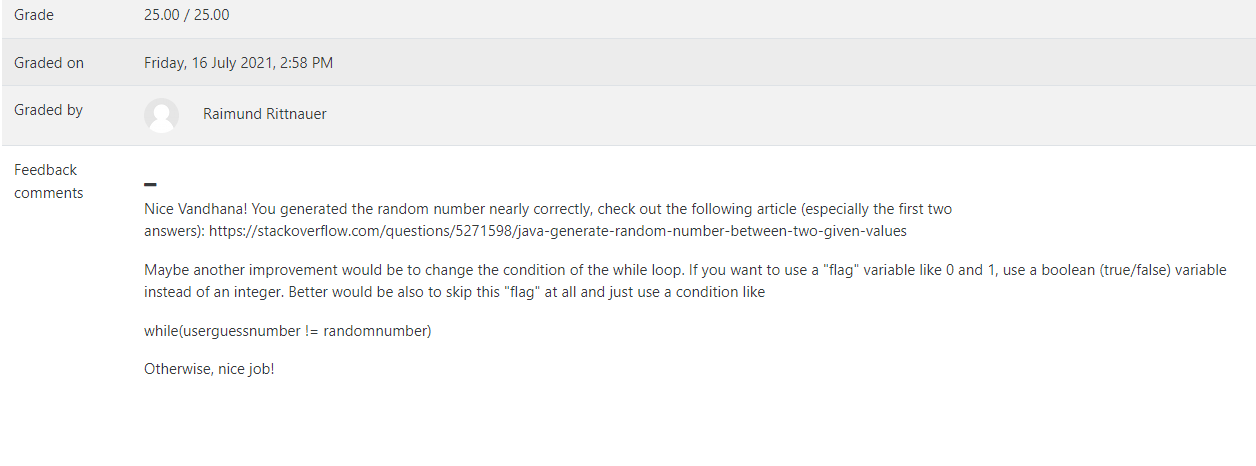 Grade 25.00 / 25.00
Graded on Friday, 16 July 2021, 2:58 PM
Graded by Raimund Rittnauer
Feedback comments
Nice Vandhana! You generated the random number nearly correctly, check out the following article (especially the first two
answers): https://stackoverflow.com/questions/5271598/java-generate-random-number-between-two-given-values
Maybe another improvement would be to change the condition of the while loop. If you want to use a "flag" variable like 0 and 1, use a boolean (true/false) variable
instead of an integer. Better would be also to skip this "flag" at all and just use a condition like
while(userguessnumber != randomnumber)
Otherwise, nice job!